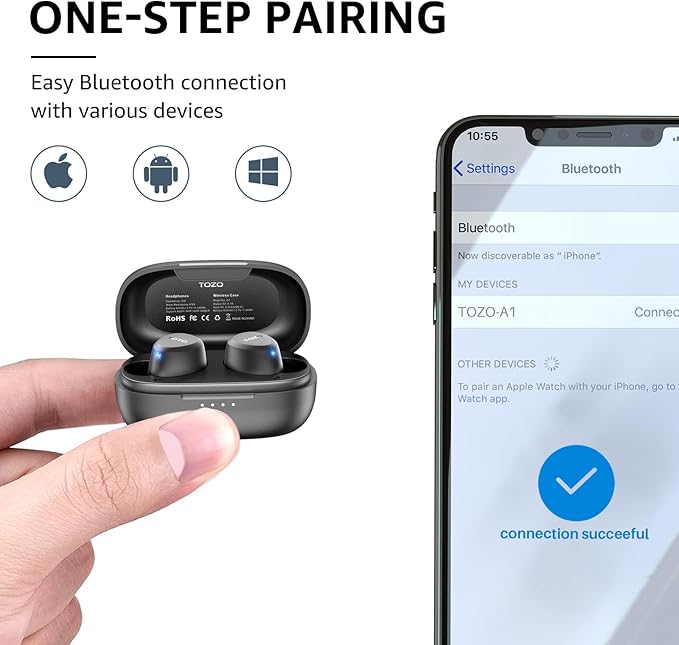 ONE-STEP PAIRING
Easy Bluetooth connection
with various devices
10:55
Settings
Bluetooth
Bluetooth
Now discoverable as “ iPhone”.
MY DEVICES
TOZO-A1 Connec
OTHER DEVICES
To pair an Apple Watch with your iPhone, go to
Watch app.
connection succeeful
TOZO
Headphones
Wireless Case
RoHS
FC
CE